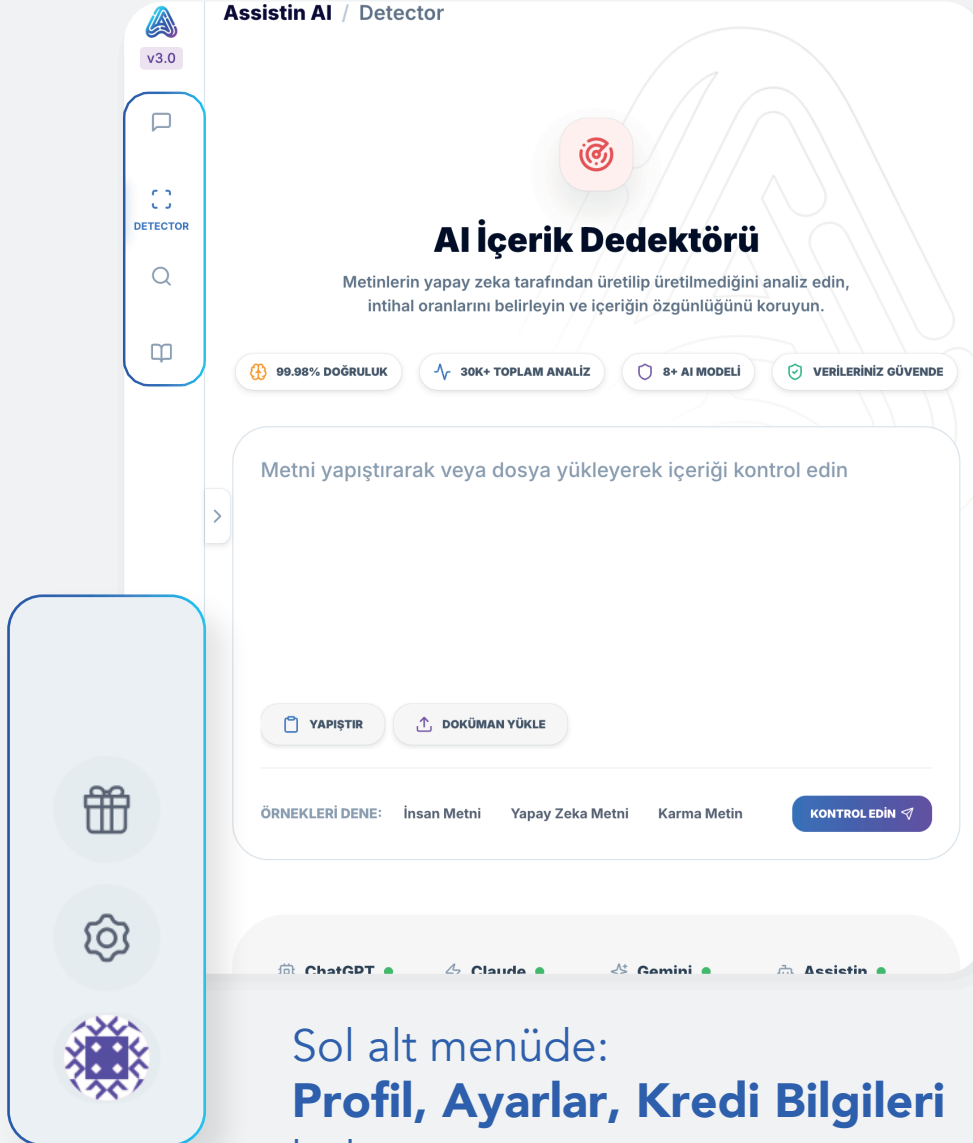 Assistin AI / Detector
v3.0
DETECTOR
AI İçerik Dedektörü
Metinlerin yapay zeka tarafından üretilip üretilmediğini analiz edin,
intihal oranlarını belirleyin ve içeriğin özgünlüğünü koruyun.
99.98% DOĞRULUK
30K+ TOPLAM ANALİZ
8+ AI MODELİ
VERİLERİNİZ GÜVENDE
Metni yapıştırarak veya dosya yükleyerek içeriği kontrol edin
YAPIŞTIR
DOKÜMAN YÜKLE
ÖRNEKLERİ DENE: İnsan Metni Yapay Zeka Metni Karma Metin
KONTROL EDİN
ChatGPT Claude Gemini Assistin
Sol alt menüde:
Profil, Ayarlar, Kredi Bilgileri